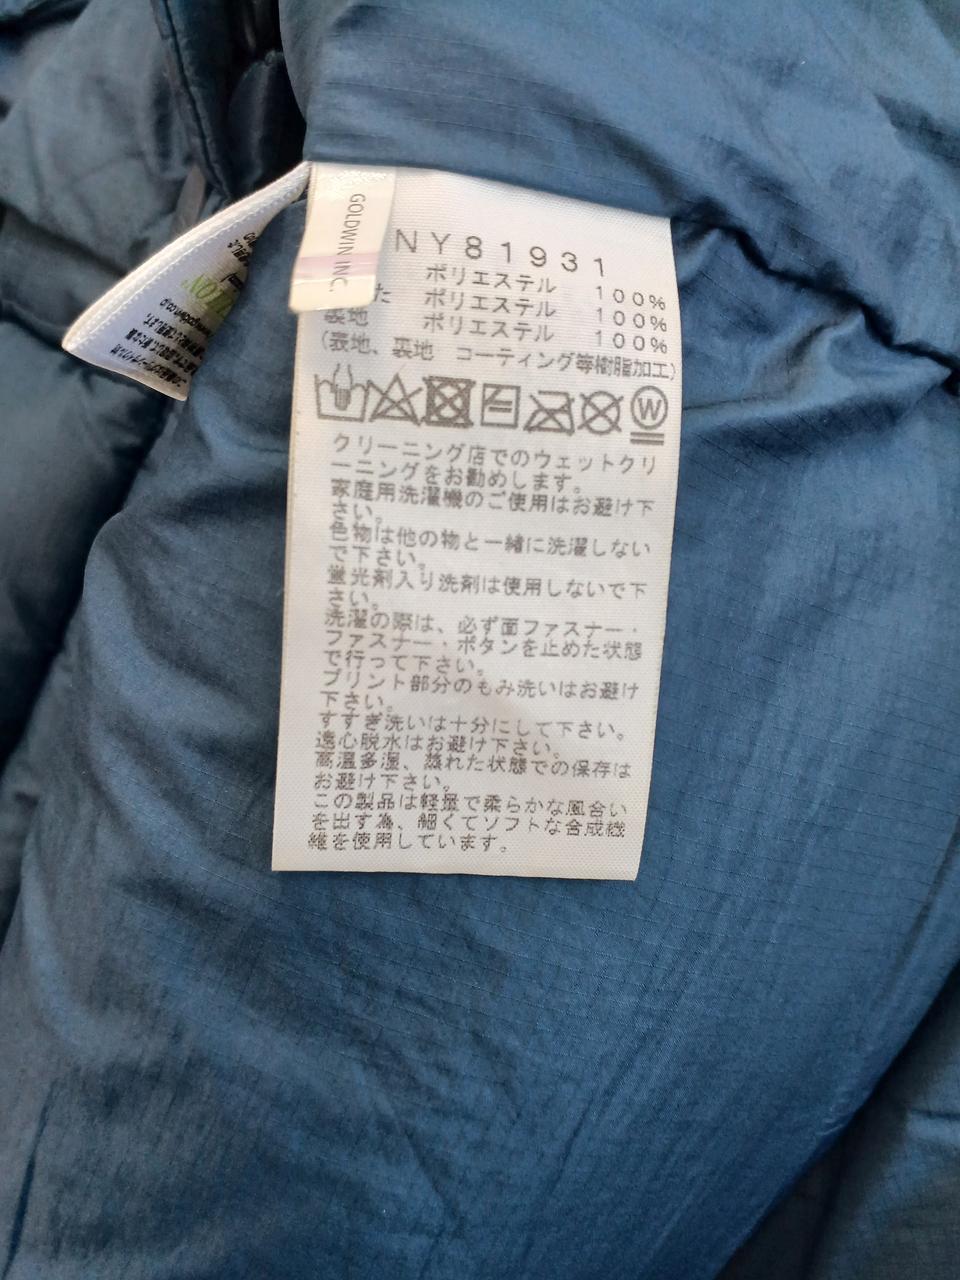 GOLDWIN INC.
NY81931
ポリエステル 100%
た ポリエステル 100%
裏地 ポリエステル 100%
(表地、裏地 コーティング等樹脂加工)
W
クリーニング店でのウェットクリ
ーニングをお勧めします。
家庭用洗濯機のご使用はお避け下
さい。
色物は他の物と一緒に洗濯しない
で下さい。
蛍光剤入り洗剤は使用しないで下
さい。
洗濯の際は、必ず面ファスナー・
ファスナー・ボタンを止めた状態
で行って下さい。
プリント部分のもみ洗いはお避け
下さい。
すすぎ洗いは十分にして下さい。
遠心脱水はお避け下さい。
高温多湿、蒸れた状態での保存は
お避け下さい。
この製品は軽量で柔らかな風合い
を出す為、細くてソフトな合成繊
維を使用しています。